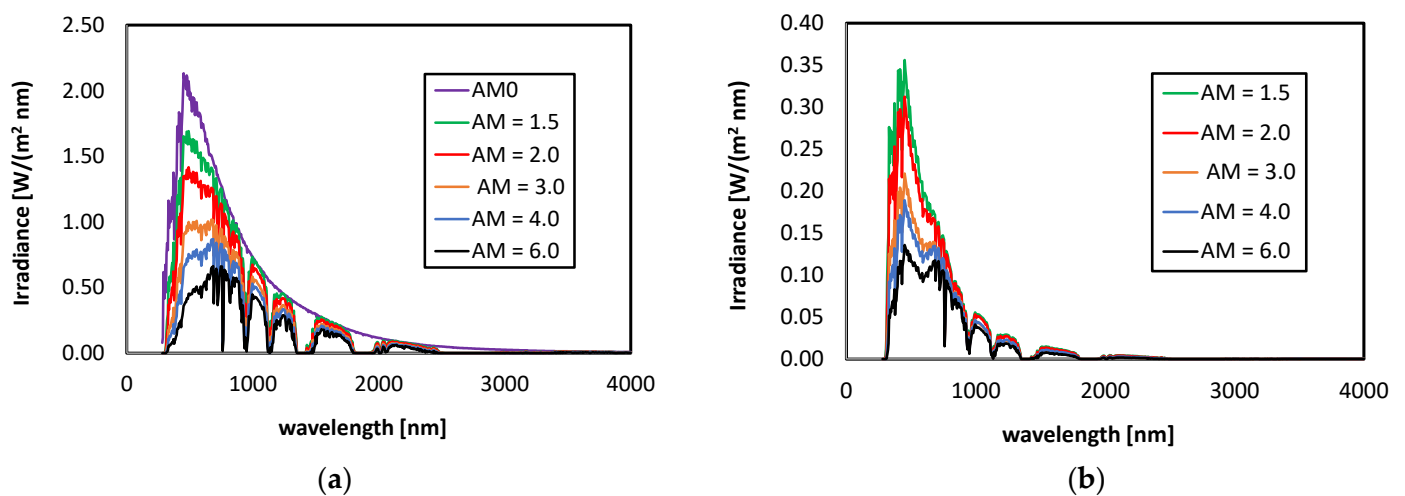 2.50
2.00
1.50
1.00
0.50
0.00
Irradiance [W/(m² nm)]
AM0
AM = 1.5
AM = 2.0
AM = 3.0
AM = 4.0
AM = 6.0
0 1000 2000 3000 4000
wavelength [nm]
(a)
0.40
0.35
0.30
0.25
0.20
0.15
0.10
0.05
0.00
Irradiance [W/(m² nm)]
AM = 1.5
AM = 2.0
AM = 3.0
AM = 4.0
AM = 6.0
0 1000 2000 3000 4000
wavelength [nm]
(b)